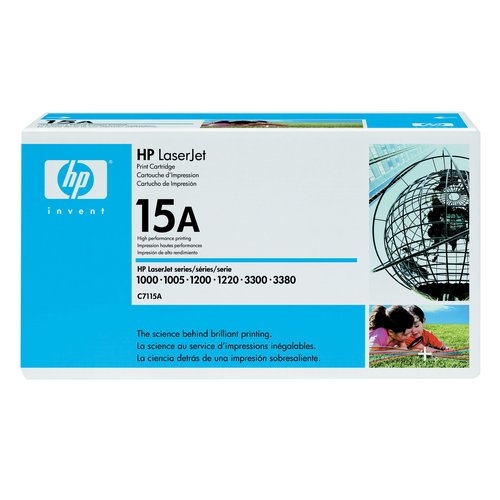 15A
hp
invent
HP LaserJet
Print Cartridge
Cartouche d'Impression
Cartucho de Impresión
15A
High performance printing
Impression hautes performances
Impresión de alto rendimiento
HP LaserJet series/séries/serie
1000 · 1005 · 1200 · 1220 · 3300 · 3380
C7115A
The science behind brilliant printing.
La science au service d'impressions inégalables.
La ciencia detrás de una impresión sobresaliente.